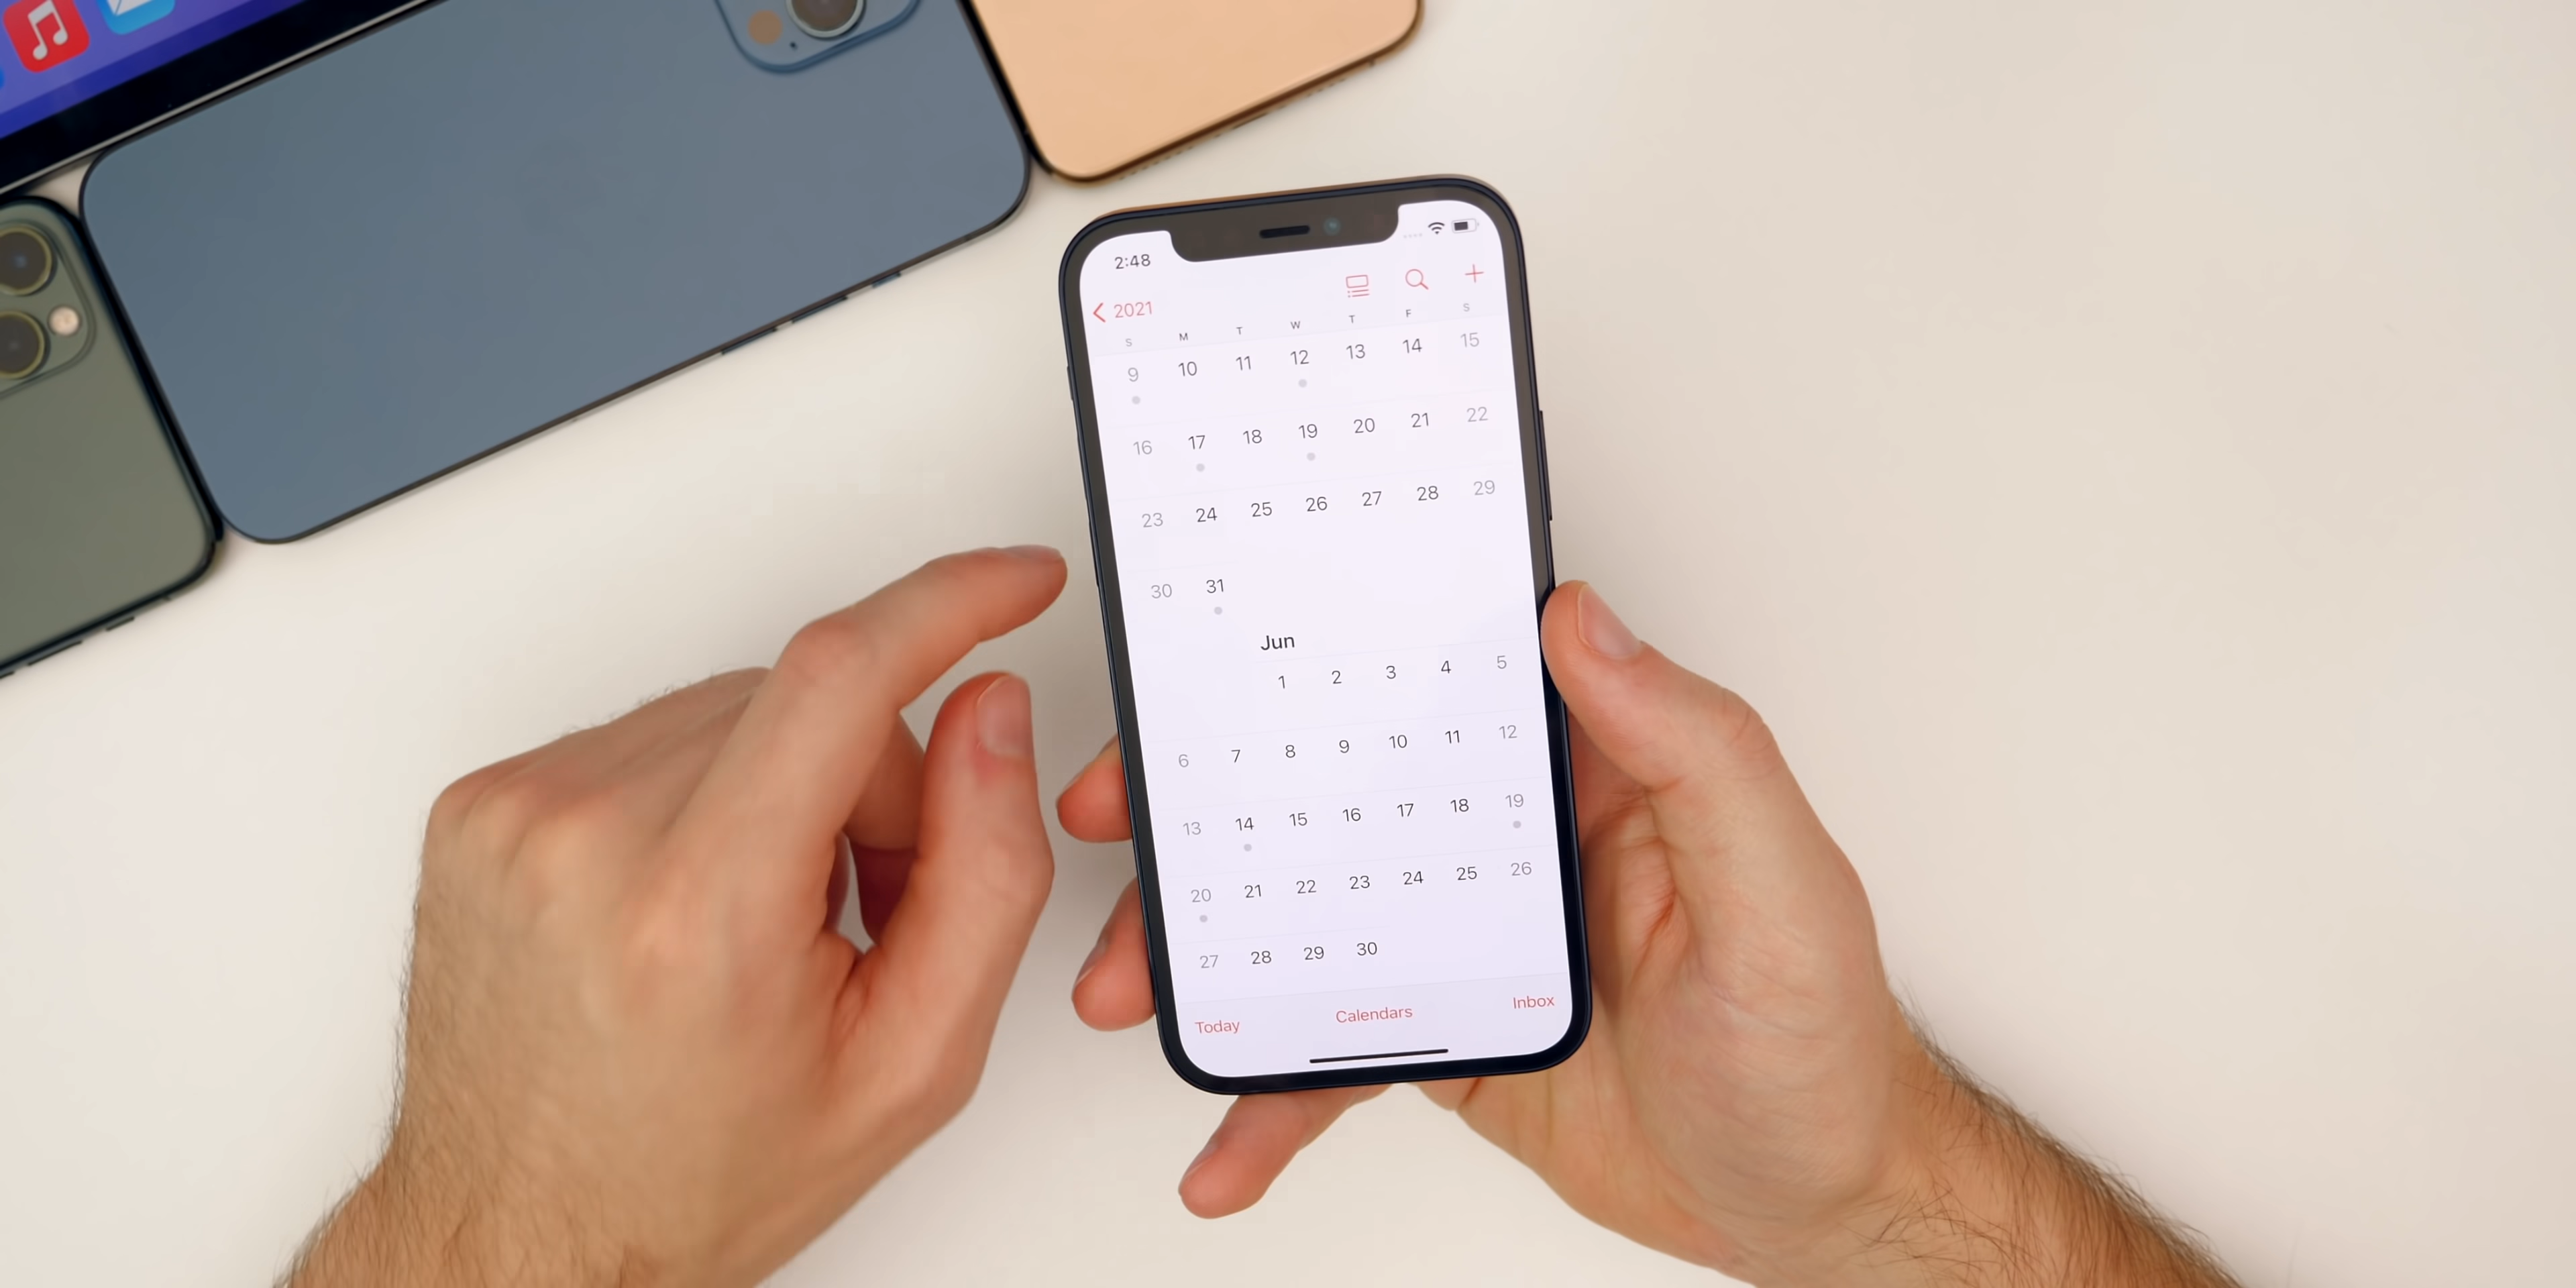 2:48
2021
S M T W T F S
9 10 11 12 13 14 15
16 17 18 19 20 21 22
23 24 25 26 27 28 29
30 31
Jun
1 2 3 4 5
6 7 8 9 10 11 12
13 14 15 16 17 18 19
20 21 22 23 24 25 26
27 28 29 30
Today Calendars Inbox